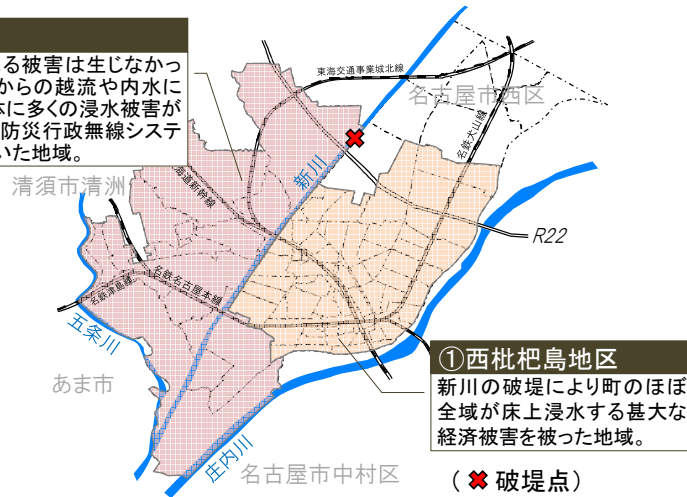 る被害は生じなかっ
からの越流や内水に
体に多くの浸水被害が
防災行政無線システ
いた地域。
東海交通事業城北線
名古屋市西区
名鉄犬山線
清須市清洲
海道新幹線
新川
R22
名鉄名古屋本線
名鉄津島線
五条川
①西枇杷島地区
新川の破堤により町のほぼ
全域が床上浸水する甚大な
経済被害を被った地域。
あま市
庄内川
名古屋市中村区
(✖破堤点)